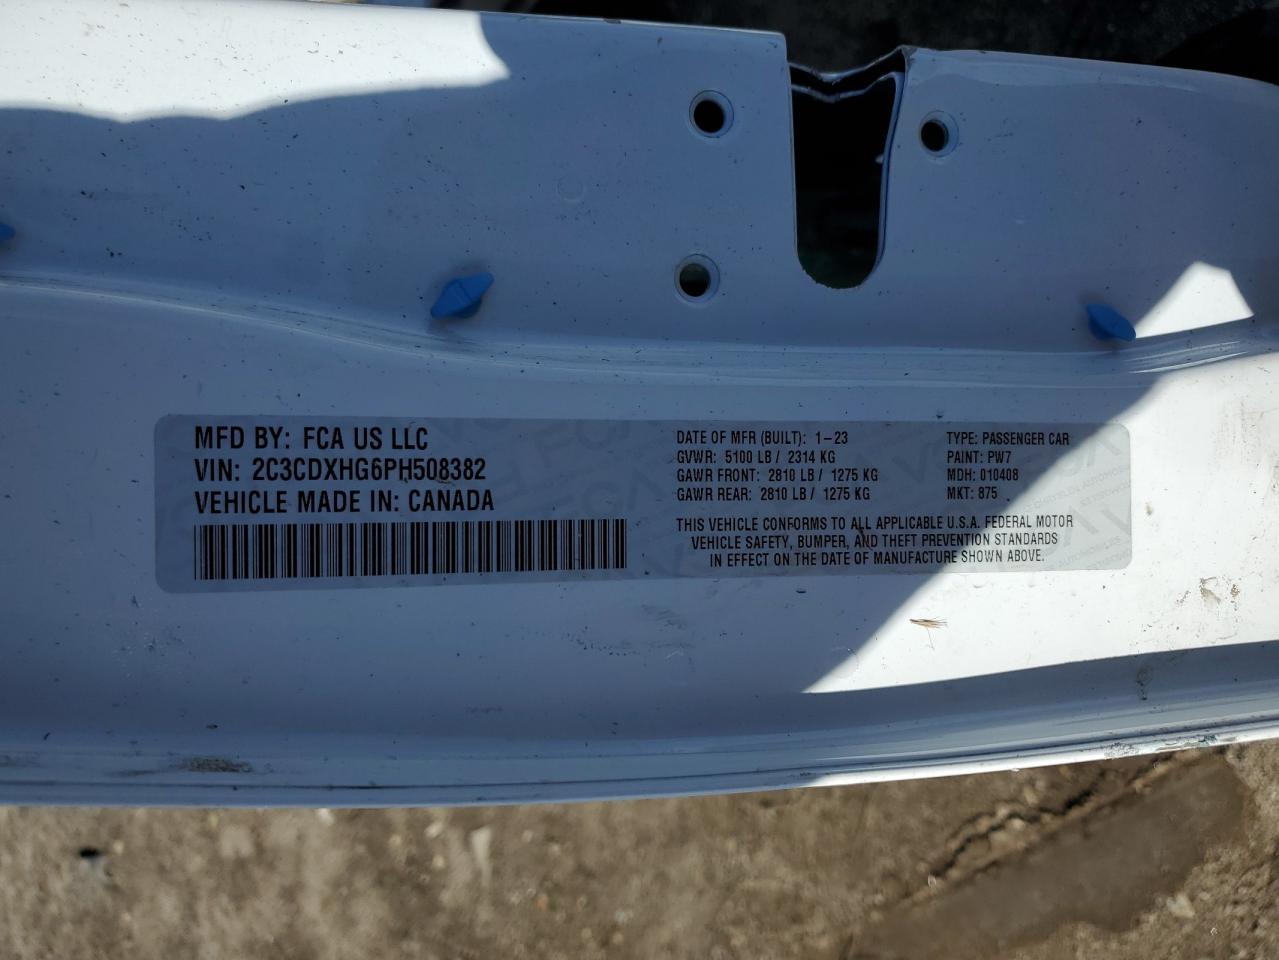 MFD BY: FCA US LLC
VIN: 2C3CDXHG6PH508382
VEHICLE MADE IN: CANADA
DATE OF MFR (BUILT): 1-23
GVWR: 5100 LB / 2314 KG
GAWR FRONT: 2810 LB / 1275 KG
GAWR REAR: 2810 LB / 1275 KG
TYPE: PASSENGER CAR
PAINT: PW7
MDH: 010408
MKT: 875
THIS VEHICLE CONFORMS TO ALL APPLICABLE U.S.A. FEDERAL MOTOR
VEHICLE SAFETY, BUMPER, AND THEFT PREVENTION STANDARDS
IN EFFECT ON THE DATE OF MANUFACTURE SHOWN ABOVE.